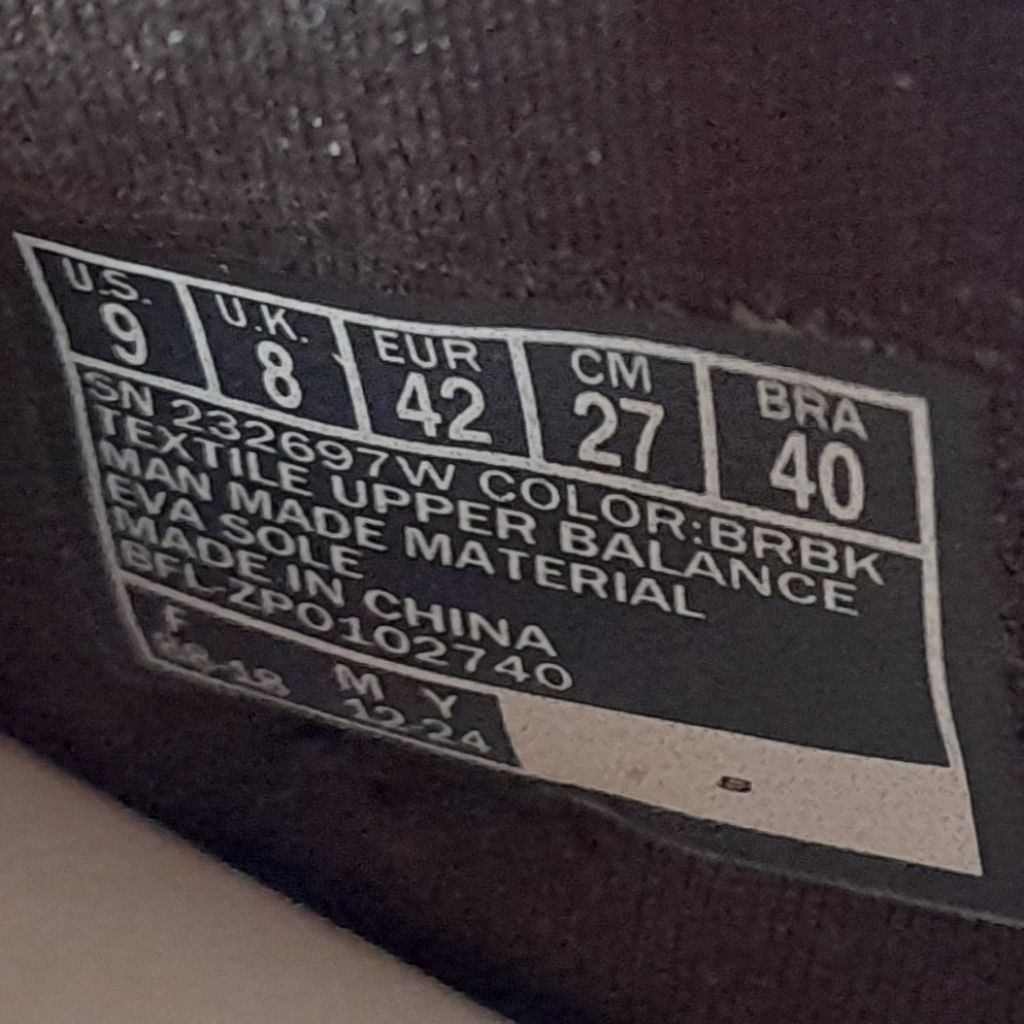 U.S. U.K. EUR CM BRA
9 8 42 27 40
SN 232697W COLOR:BRBK
TEXTILE UPPER BALANCE
MAN MADE MATERIAL
EVA SOLE
MADE IN CHINA
BFL-ZPO102740
F M Y
12-24